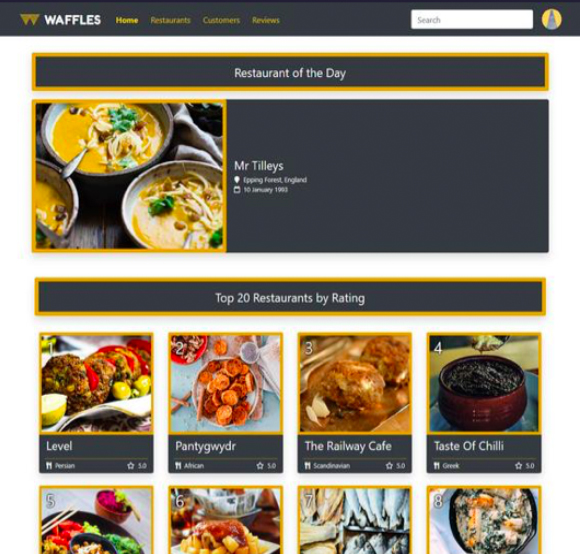 WAFFLES Home Restaurants Customers Reviews Search
Restaurant of the Day
Mr Tilleys
Epping Forest, England
10 January 1993
Top 20 Restaurants by Rating
1 2 3 4
Level Pantygwydr The Railway Cafe Taste Of Chilli
Persian 5.0 African 5.0 Scandinavian 5.0 Greek 5.0
5 6 7 8